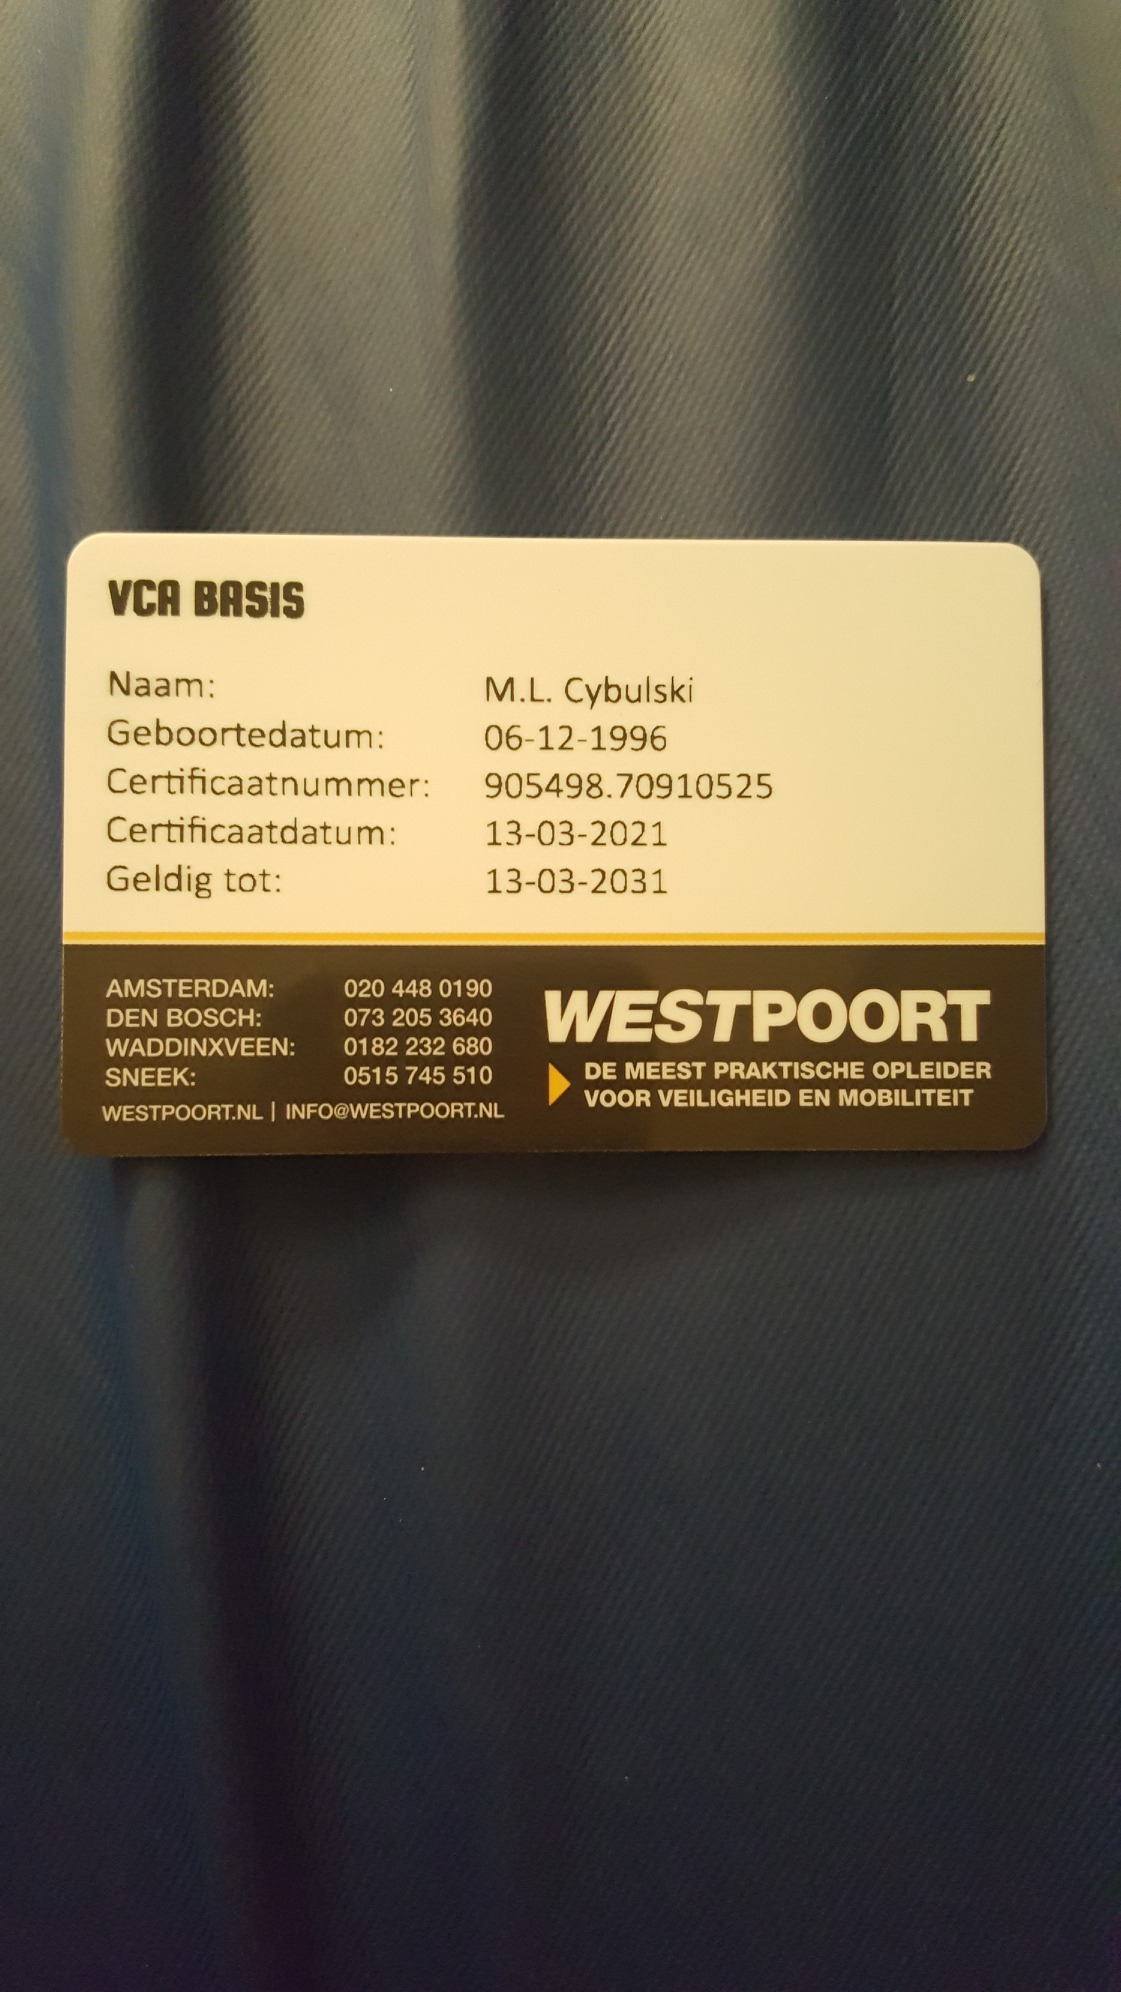 VCA BASIS
Naam: M.L. Cybulski
Geboortedatum: 06-12-1996
Certificaatnummer: 905498.70910525
Certificaatdatum: 13-03-2021
Geldig tot: 13-03-2031
AMSTERDAM: 020 448 0190
DEN BOSCH: 073 205 3640
WADDINXVEEN: 0182 232 680
SNEEK: 0515 745 510
WESTPOORT.NL | INFO@WESTPOORT.NL
WESTPOORT
DE MEEST PRAKTISCHE OPLEIDER
VOOR VEILIGHEID EN MOBILITEIT